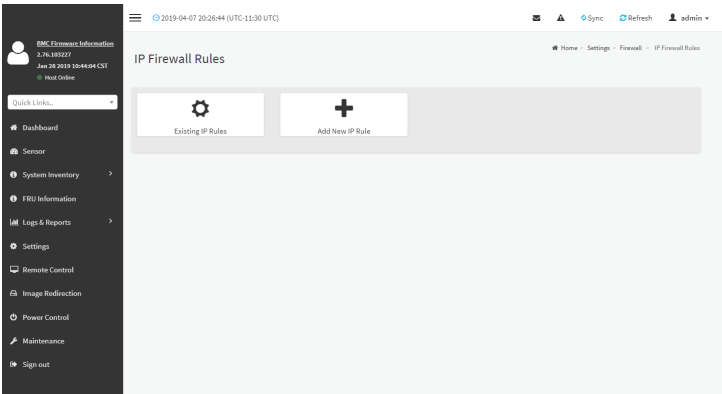 BMC Firmware Information
2.76.103227
Jan 28 2019 10:44:04 CST
Host Online
Quick Links..
Dashboard
Sensor
System Inventory
FRU Information
Logs & Reports
Settings
Remote Control
Image Redirection
Power Control
Maintenance
Sign out
2019-04-07 20:26:44 (UTC-11:30 UTC)
Sync
Refresh
admin
IP Firewall Rules
Home > Settings > Firewall > IP Firewall Rules
Existing IP Rules
Add New IP Rule